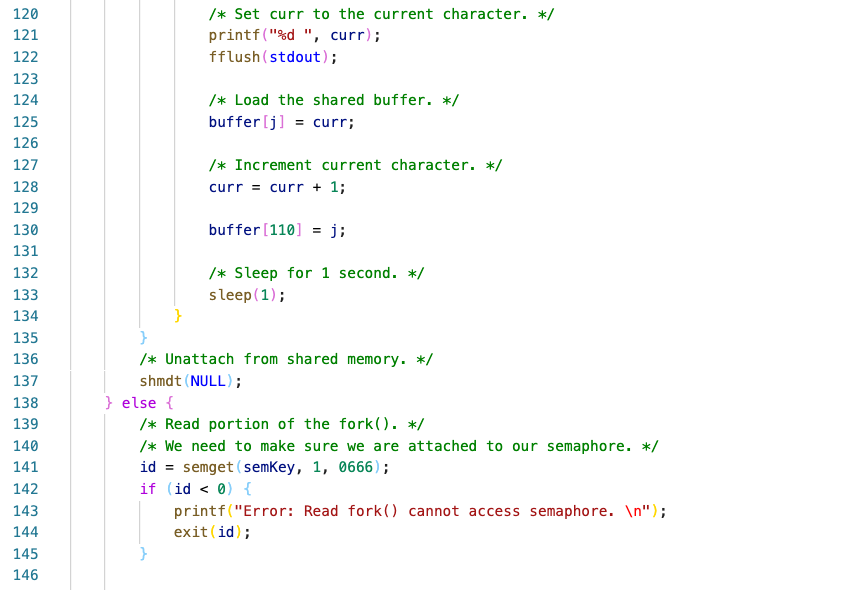 120 /* Set curr to the current character. */
121 printf("%d ", curr);
122 fflush(stdout);
123
124 /* Load the shared buffer. */
125 buffer[j] = curr;
126
127 /* Increment current character. */
128 curr = curr + 1;
129
130 buffer[110] = j;
131
132 /* Sleep for 1 second. */
133 sleep(1);
134 }
135 }
136 /* Unattach from shared memory. */
137 shmdt(NULL);
138 } else {
139 /* Read portion of the fork(). */
140 /* We need to make sure we are attached to our semaphore. */
141 id = semget(semKey, 1, 0666);
142 if (id < 0) {
143 printf("Error: Read fork() cannot access semaphore. \n");
144 exit(id);
145 }
146